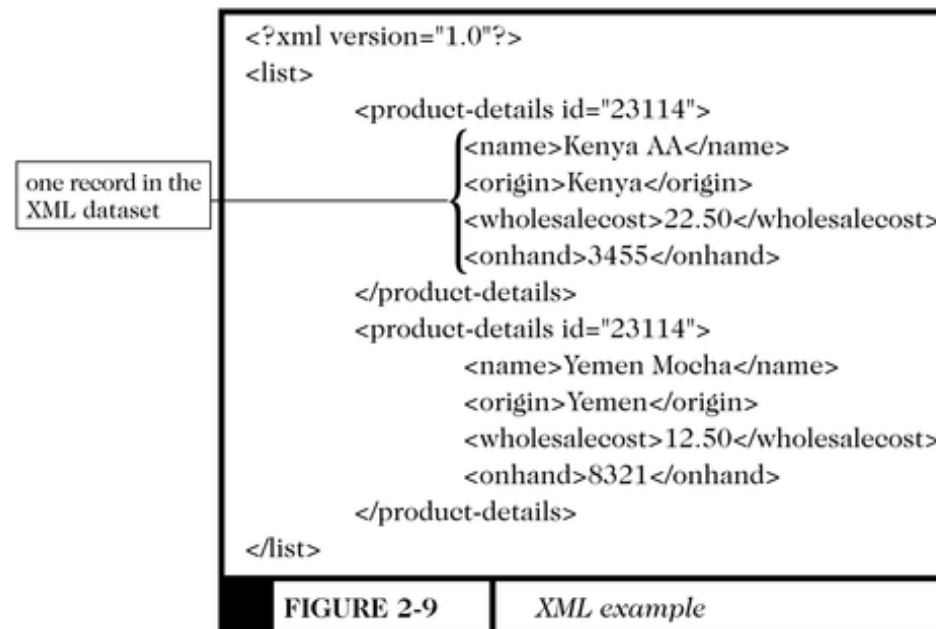 <?xml version="1.0"?>
<list>
<product-details id="23114">
<name>Kenya AA</name>
<origin>Kenya</origin>
<wholesalecost>22.50</wholesalecost>
<onhand>3455</onhand>
</product-details>
<product-details id="23114">
<name>Yemen Mocha</name>
<origin>Yemen</origin>
<wholesalecost>12.50</wholesalecost>
<onhand>8321</onhand>
</product-details>
</list>
one record in the
XML dataset
FIGURE 2-9 XML example